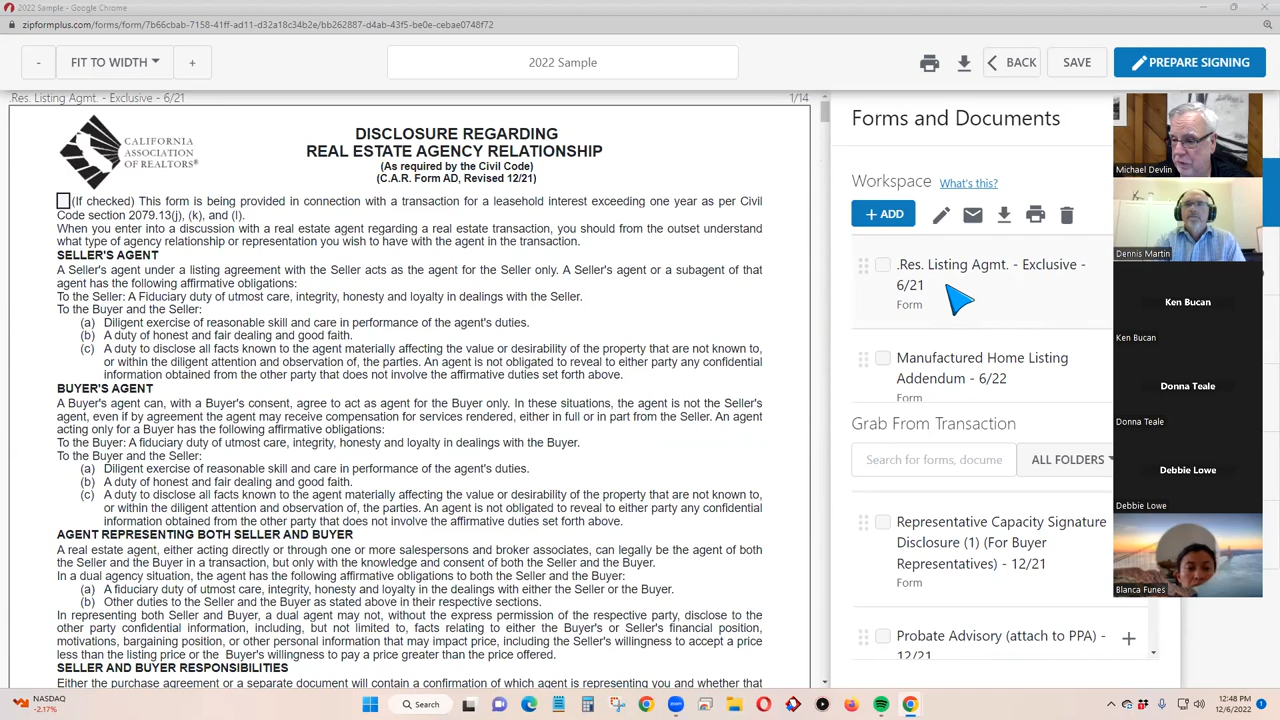 2022 Sample - Google Chrome
zipformplus.com/forms/form/7b66cbab-7158-41ff-ad11-d32a18c34b2e/bb262887-d4ab-43f5-be0e-cebae0748f72
- FIT TO WIDTH + 2022 Sample BACK SAVE PREPARE SIGNING
.Res. Listing Agmt. - Exclusive - 6/21 1/14
CALIFORNIA
ASSOCIATION
OF REALTORS®
DISCLOSURE REGARDING
REAL ESTATE AGENCY RELATIONSHIP
(As required by the Civil Code)
(C.A.R. Form AD, Revised 12/21)
(If checked) This form is being provided in connection with a transaction for a leasehold interest exceeding one year as per Civil
Code section 2079.13(j), (k), and (l).
When you enter into a discussion with a real estate agent regarding a real estate transaction, you should from the outset understand
what type of agency relationship or representation you wish to have with the agent in the transaction.
SELLER'S AGENT
A Seller's agent under a listing agreement with the Seller acts as the agent for the Seller only. A Seller's agent or a subagent of that
agent has the following affirmative obligations:
To the Seller: A Fiduciary duty of utmost care, integrity, honesty and loyalty in dealings with the Seller.
To the Buyer and the Seller:
(a) Diligent exercise of reasonable skill and care in performance of the agent's duties.
(b) A duty of honest and fair dealing and good faith.
(c) A duty to disclose all facts known to the agent materially affecting the value or desirability of the property that are not known to,
or within the diligent attention and observation of, the parties. An agent is not obligated to reveal to either party any confidential
information obtained from the other party that does not involve the affirmative duties set forth above.
BUYER'S AGENT
A Buyer's agent can, with a Buyer's consent, agree to act as agent for the Buyer only. In these situations, the agent is not the Seller's
agent, even if by agreement the agent may receive compensation for services rendered, either in full or in part from the Seller. An agent
acting only for a Buyer has the following affirmative obligations:
To the Buyer: A fiduciary duty of utmost care, integrity, honesty and loyalty in dealings with the Buyer.
To the Buyer and the Seller:
(a) Diligent exercise of reasonable skill and care in performance of the agent's duties.
(b) A duty of honest and fair dealing and good faith.
(c) A duty to disclose all facts known to the agent materially affecting the value or desirability of the property that are not known to,
or within the diligent attention and observation of, the parties. An agent is not obligated to reveal to either party any confidential
information obtained from the other party that does not involve the affirmative duties set forth above.
AGENT REPRESENTING BOTH SELLER AND BUYER
A real estate agent, either acting directly or through one or more salespersons and broker associates, can legally be the agent of both
the Seller and the Buyer in a transaction, but only with the knowledge and consent of both the Seller and the Buyer.
In a dual agency situation, the agent has the following affirmative obligations to both the Seller and the Buyer:
(a) A fiduciary duty of utmost care, integrity, honesty and loyalty in the dealings with either the Seller or the Buyer.
(b) Other duties to the Seller and the Buyer as stated above in their respective sections.
In representing both Seller and Buyer, a dual agent may not, without the express permission of the respective party, disclose to the
other party confidential information, including, but not limited to, facts relating to either the Buyer's or Seller's financial position,
motivations, bargaining position, or other personal information that may impact price, including the Seller's willingness to accept a price
less than the listing price or the Buyer's willingness to pay a price greater than the price offered.
SELLER AND BUYER RESPONSIBILITIES
Either the purchase agreement or a separate document will contain a confirmation of which agent is representing you and whether that
Forms and Documents
Workspace What's this?
+ ADD
.Res. Listing Agmt. - Exclusive -
6/21
Form
Manufactured Home Listing
Addendum - 6/22
Form
Grab From Transaction
Search for forms, docume ALL FOLDERS
Representative Capacity Signature
Disclosure (1) (For Buyer
Representatives) - 12/21
Form
Probate Advisory (attach to PPA) - +
12/21
Michael Devlin
Dennis Martin
Ken Bucan
Ken Bucan
Donna Teale
Donna Teale
Debbie Lowe
Debbie Lowe
Blanca Funes
NASDAQ
-2.17%
Search
zoom
12:48 PM
12/6/2022
1